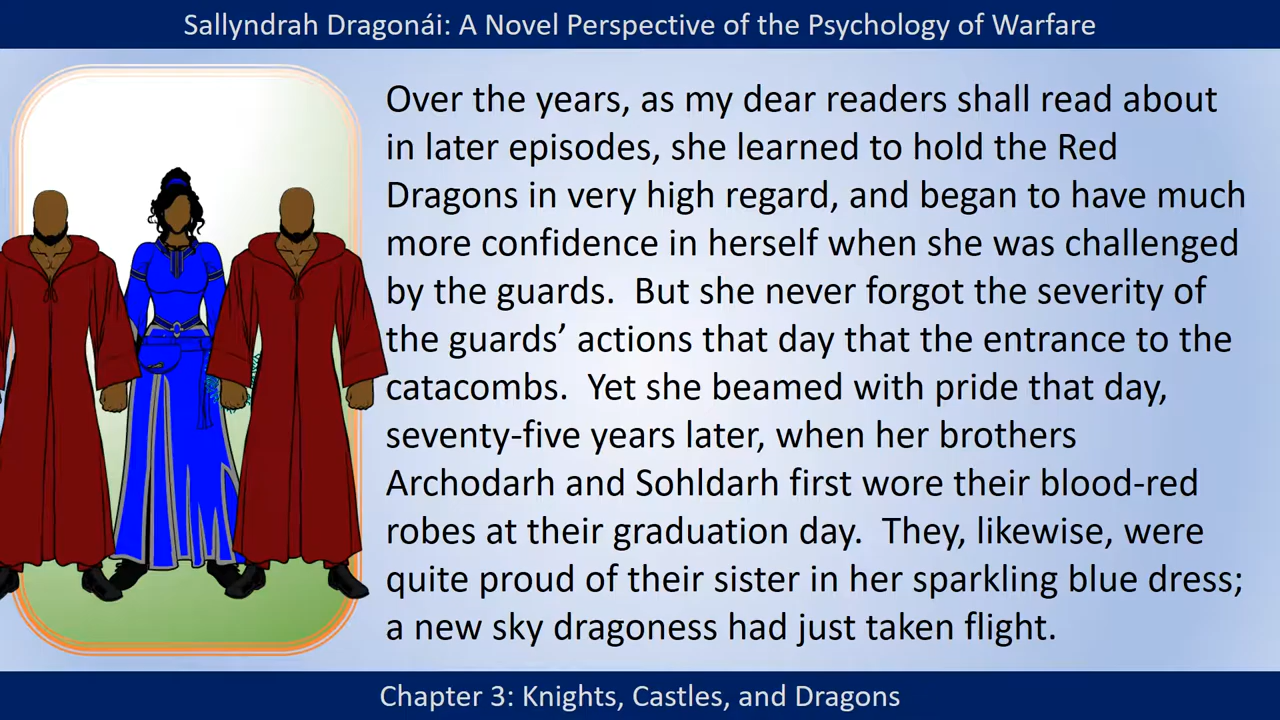 Sallyndrah Dragonái: A Novel Perspective of the Psychology of Warfare
Over the years, as my dear readers shall read about
in later episodes, she learned to hold the Red
Dragons in very high regard, and began to have much
more confidence in herself when she was challenged
by the guards.  But she never forgot the severity of
the guards’ actions that day that the entrance to the
catacombs.  Yet she beamed with pride that day,
seventy-five years later, when her brothers
Archodarh and Sohldarh first wore their blood-red
robes at their graduation day.  They, likewise, were
quite proud of their sister in her sparkling blue dress;
a new sky dragoness had just taken flight.
Chapter 3: Knights, Castles, and Dragons